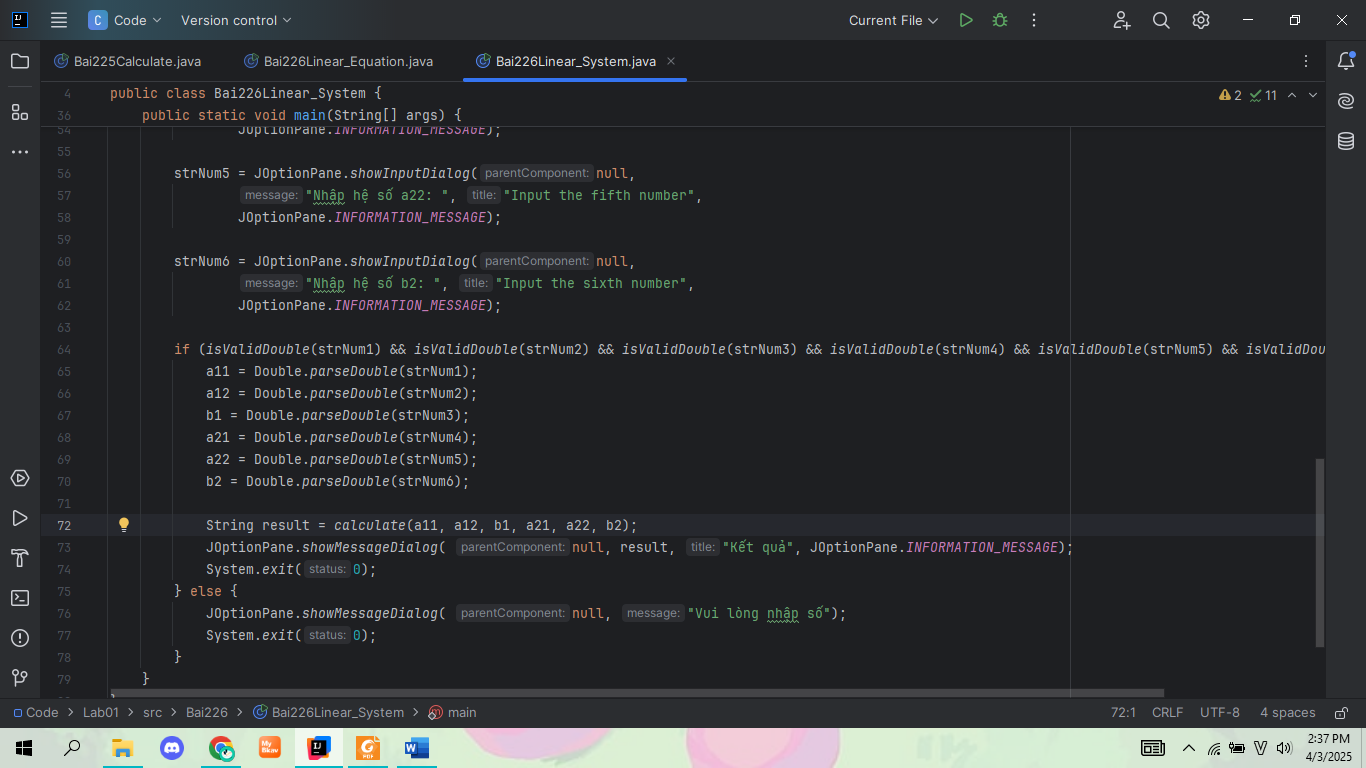 C Code Version control Current File
Bai225Calculate.java Bai226Linear_Equation.java Bai226Linear_System.java
4 public class Bai226Linear_System { 2 11
36 public static void main(String[] args) {
54 JOptionPane.INFORMATION_MESSAGE);
55
56 strNum5 = JOptionPane.showInputDialog( parentComponent: null,
57 message: "Nhập hệ số a22: ", title: "Input the fifth number",
58 JOptionPane.INFORMATION_MESSAGE);
59
60 strNum6 = JOptionPane.showInputDialog( parentComponent: null,
61 message: "Nhập hệ số b2: ", title: "Input the sixth number",
62 JOptionPane.INFORMATION_MESSAGE);
63
64 if (isValidDouble(strNum1) && isValidDouble(strNum2) && isValidDouble(strNum3) && isValidDouble(strNum4) && isValidDouble(strNum5) && isValidDou
65 a11 = Double.parseDouble(strNum1);
66 a12 = Double.parseDouble(strNum2);
67 b1 = Double.parseDouble(strNum3);
68 a21 = Double.parseDouble(strNum4);
69 a22 = Double.parseDouble(strNum5);
70 b2 = Double.parseDouble(strNum6);
71
72 String result = calculate(a11, a12, b1, a21, a22, b2);
73 JOptionPane.showMessageDialog( parentComponent: null, result, title: "Kết quả", JOptionPane.INFORMATION_MESSAGE);
74 System.exit( status: 0);
75 } else {
76 JOptionPane.showMessageDialog( parentComponent: null, message: "Vui lòng nhập số");
77 System.exit( status: 0);
78 }
79 }
Code > Lab01 > src > Bai226 > Bai226Linear_System > main 72:1 CRLF UTF-8 4 spaces
My Bkav
PDF
W
V
2:37 PM
4/3/2025